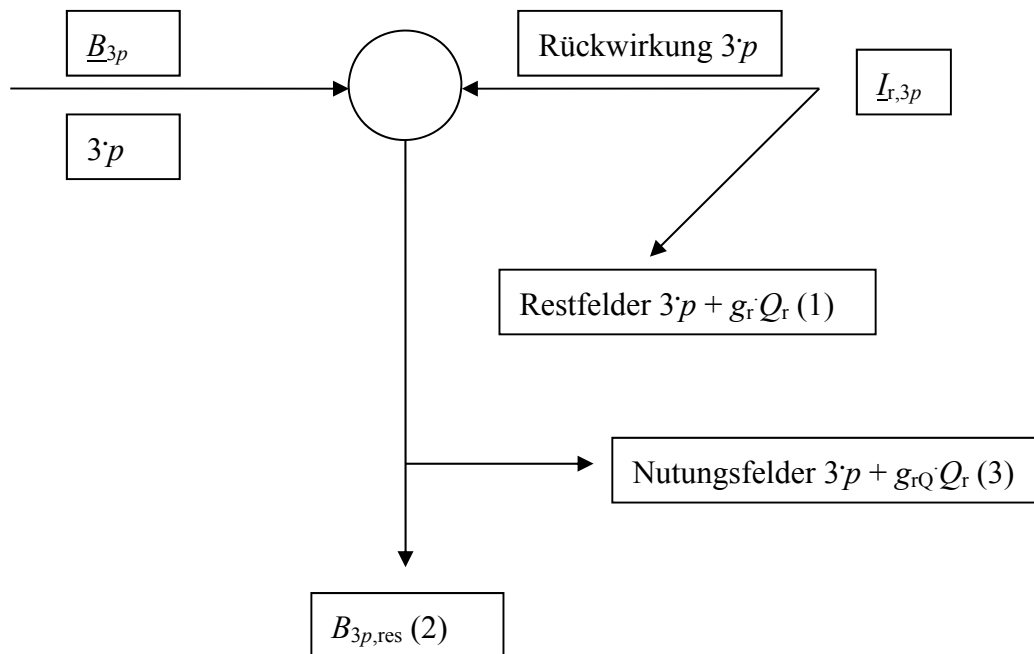 B3p
Rückwirkung 3·p
Ir,3p
3·p
Restfelder 3·p + gr·Qr (1)
Nutungsfelder 3·p + grQ·Qr (3)
B3p,res (2)